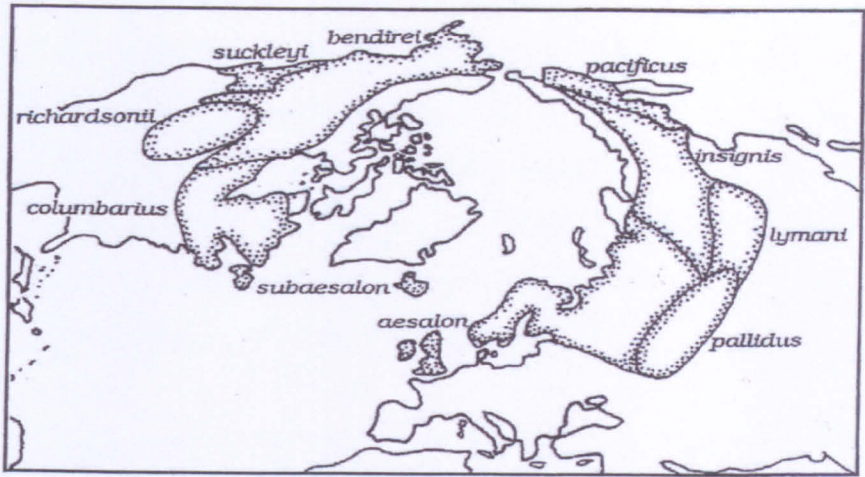 bendirei
suckleyi
pacificus
richardsonii
insignis
columbarius
lymani
subaesalon
aesalon
pallidus